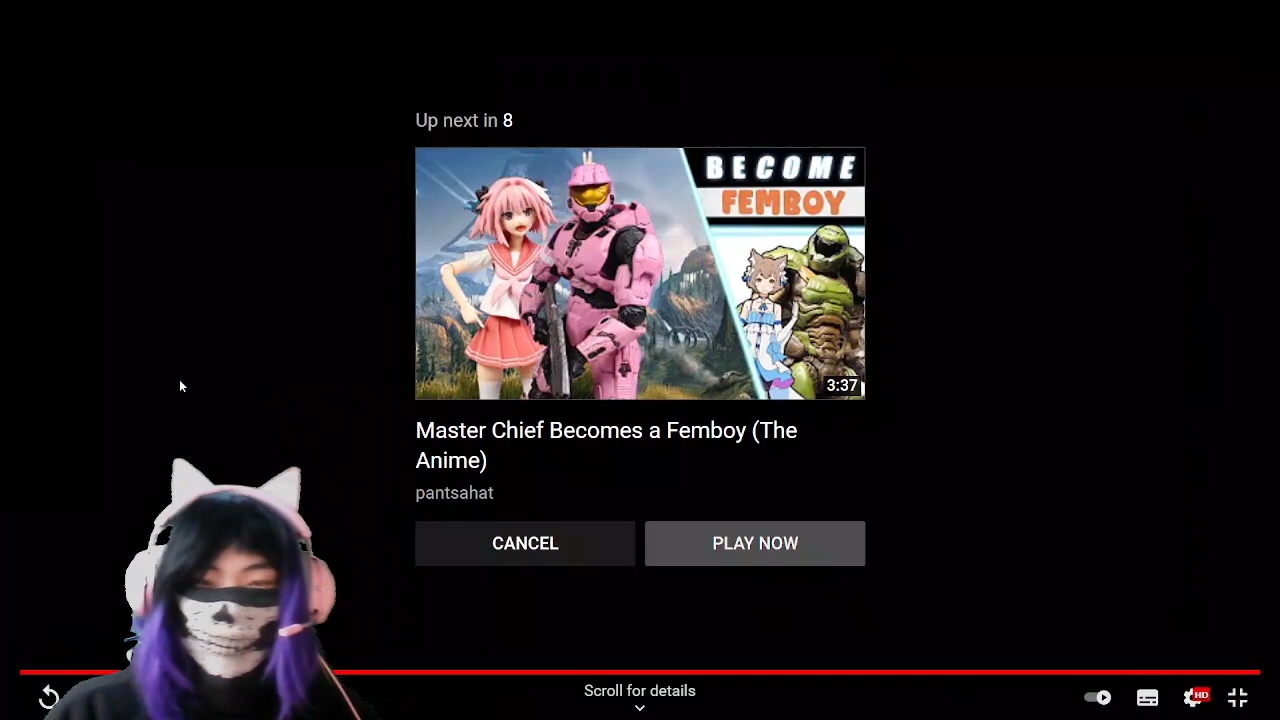 Up next in 8
BECOME
FEMBOY
3:37
Master Chief Becomes a Femboy (The
Anime)
pantsahat
CANCEL
PLAY NOW
Scroll for details
HD